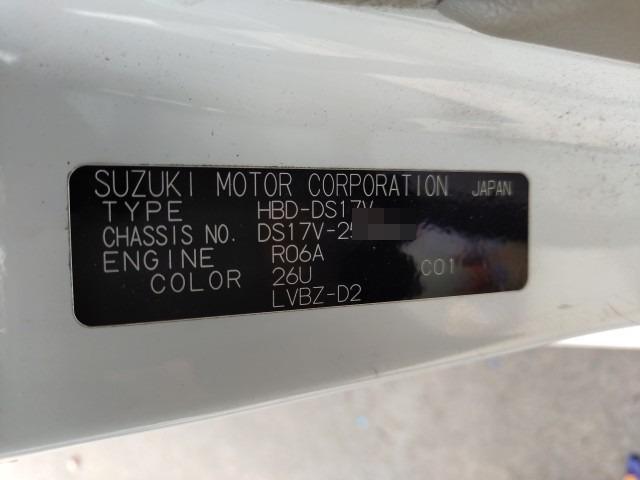 SUZUKI MOTOR CORPORATION JAPAN
TYPE HBD-DS17V
CHASSIS NO. DS17V-25
ENGINE R06A
COLOR 26U C01
LVBZ-D2